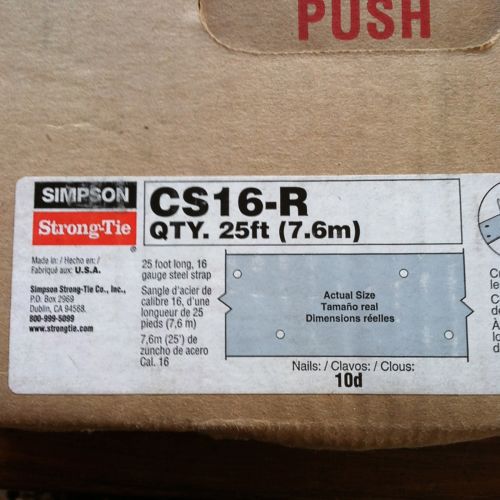 PUSH
SIMPSON
Strong-Tie
®
CS16-R
QTY. 25ft (7.6m)
Made in: / Hecho en: /
Fabriqué aux: U.S.A.
Simpson Strong-Tie Co., Inc.,
P.O. Box 2969
Dublin, CA 94568.
800-999-5099
www.strongtie.com
25 foot long, 16
gauge steel strap
Sangle d'acier de
calibre 16, d'une
longueur de 25
pieds (7,6 m)
7,6m (25') de
zuncho de acero
Cal. 16
Actual Size
Tamaño real
Dimensions réelles
Nails: / Clavos: / Clous:
10d